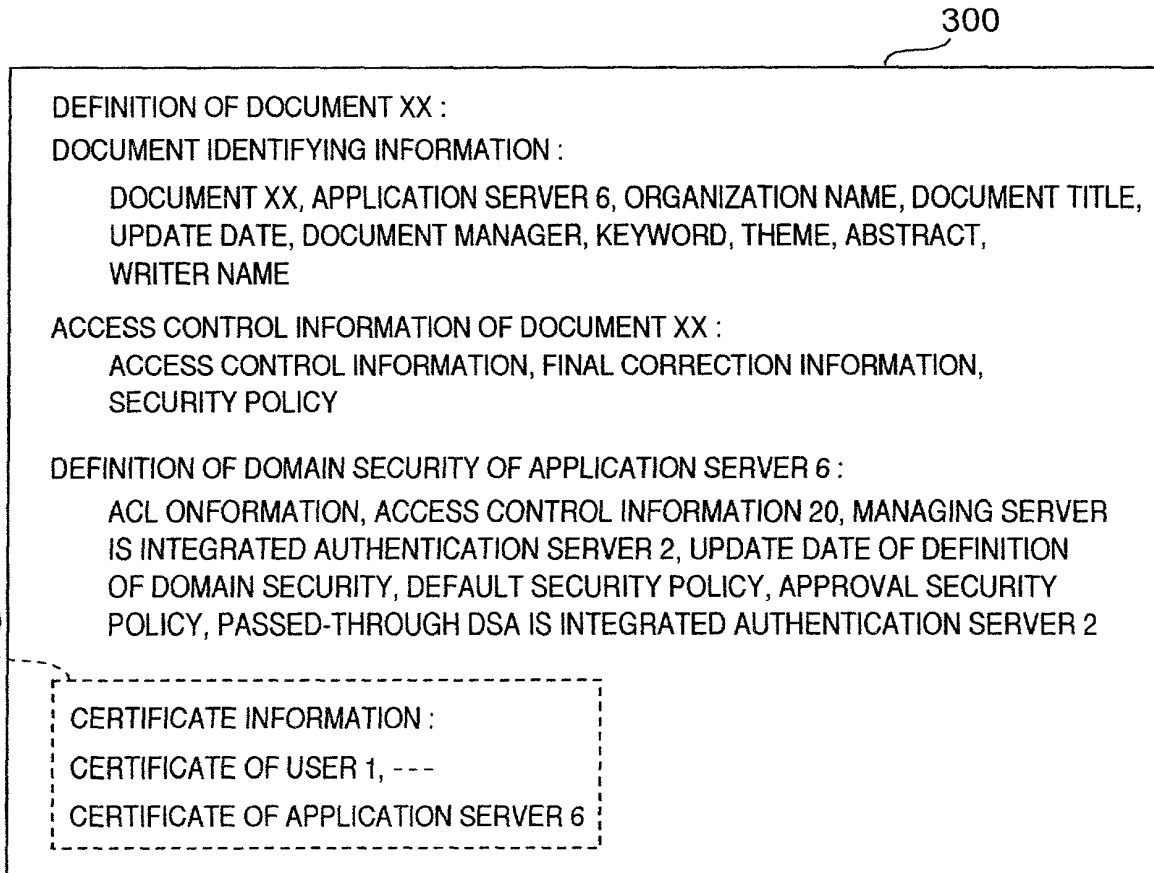 300
DEFINITION OF DOCUMENT XX :
DOCUMENT IDENTIFYING INFORMATION :
DOCUMENT XX, APPLICATION SERVER 6, ORGANIZATION NAME, DOCUMENT TITLE,
UPDATE DATE, DOCUMENT MANAGER, KEYWORD, THEME, ABSTRACT,
WRITER NAME
ACCESS CONTROL INFORMATION OF DOCUMENT XX :
ACCESS CONTROL INFORMATION, FINAL CORRECTION INFORMATION,
SECURITY POLICY
DEFINITION OF DOMAIN SECURITY OF APPLICATION SERVER 6 :
ACL ONFORMATION, ACCESS CONTROL INFORMATION 20, MANAGING SERVER
IS INTEGRATED AUTHENTICATION SERVER 2, UPDATE DATE OF DEFINITION
OF DOMAIN SECURITY, DEFAULT SECURITY POLICY, APPROVAL SECURITY
POLICY, PASSED-THROUGH DSA IS INTEGRATED AUTHENTICATION SERVER 2
CERTIFICATE INFORMATION :
CERTIFICATE OF USER 1, ---
CERTIFICATE OF APPLICATION SERVER 6